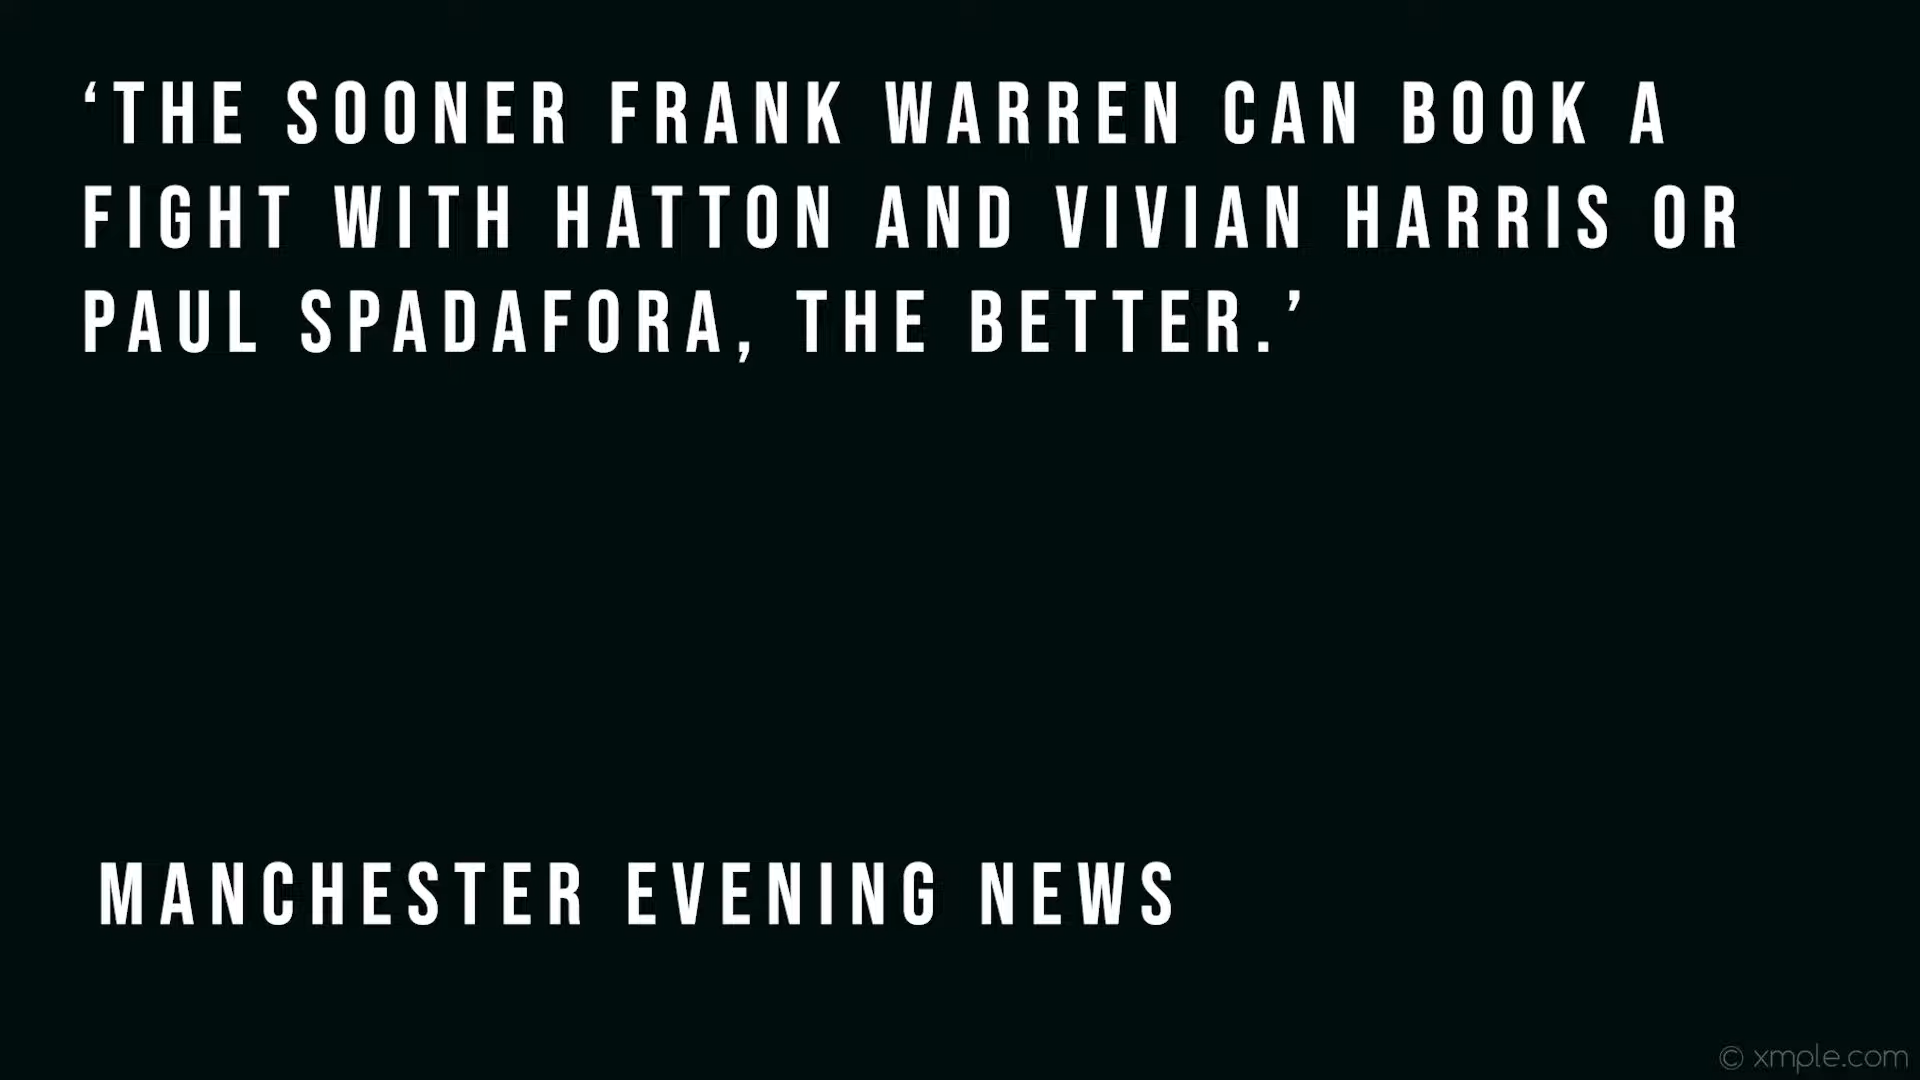 ‘THE SOONER FRANK WARREN CAN BOOK A
FIGHT WITH HATTON AND VIVIAN HARRIS OR
PAUL SPADAFORA, THE BETTER.’
MANCHESTER EVENING NEWS
© xmple.com